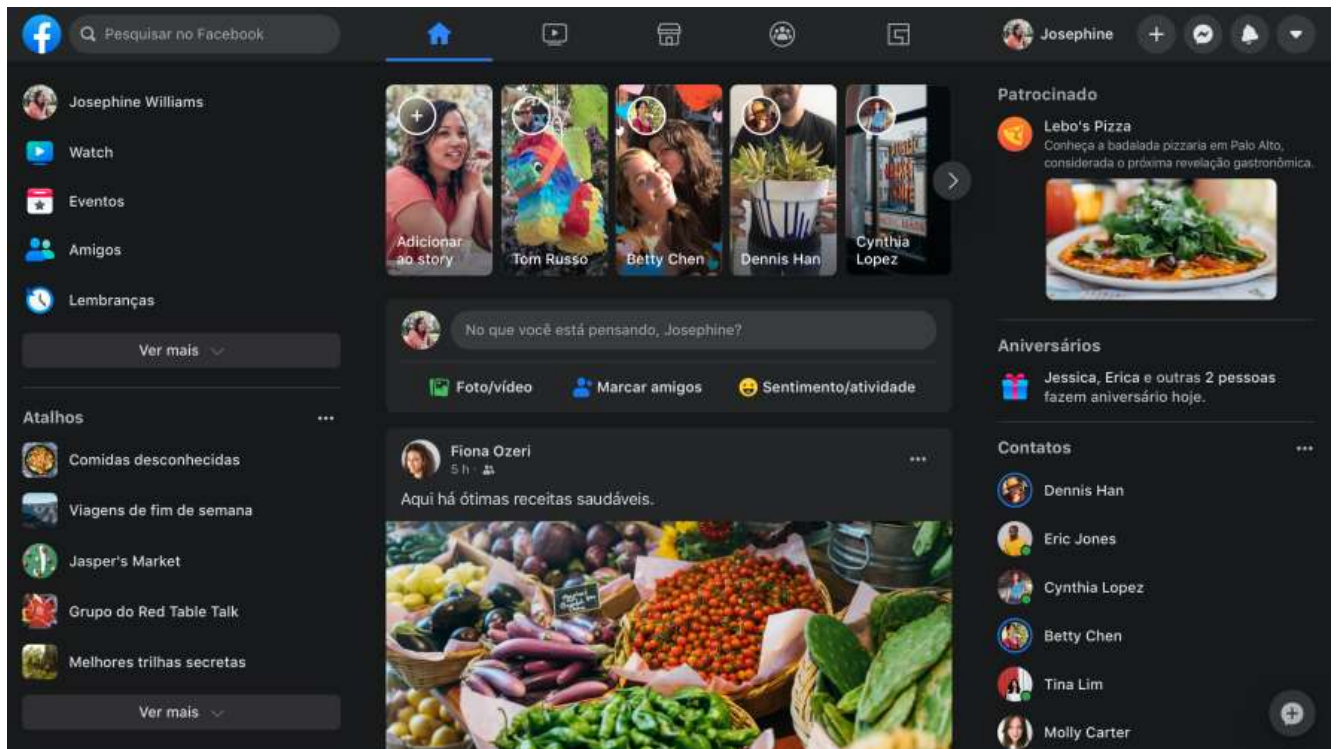 Pesquisar no Facebook
Josephine
Josephine Williams
Watch
Eventos
Amigos
Lembranças
Ver mais
Atalhos
Comidas desconhecidas
Viagens de fim de semana
Jasper's Market
Grupo do Red Table Talk
Melhores trilhas secretas
Ver mais
Adicionar
ao story
Tom Russo
Betty Chen
Dennis Han
Cynthia
Lopez
No que você está pensando, Josephine?
Foto/vídeo
Marcar amigos
Sentimento/atividade
Fiona Ozeri
5 h
Aqui há ótimas receitas saudáveis.
Patrocinado
Lebo's Pizza
Conheça a badalada pizzaria em Palo Alto,
considerada o próxima revelação gastronômica.
Aniversários
Jessica, Erica e outras 2 pessoas
fazem aniversário hoje.
Contatos
Dennis Han
Eric Jones
Cynthia Lopez
Betty Chen
Tina Lim
Molly Carter